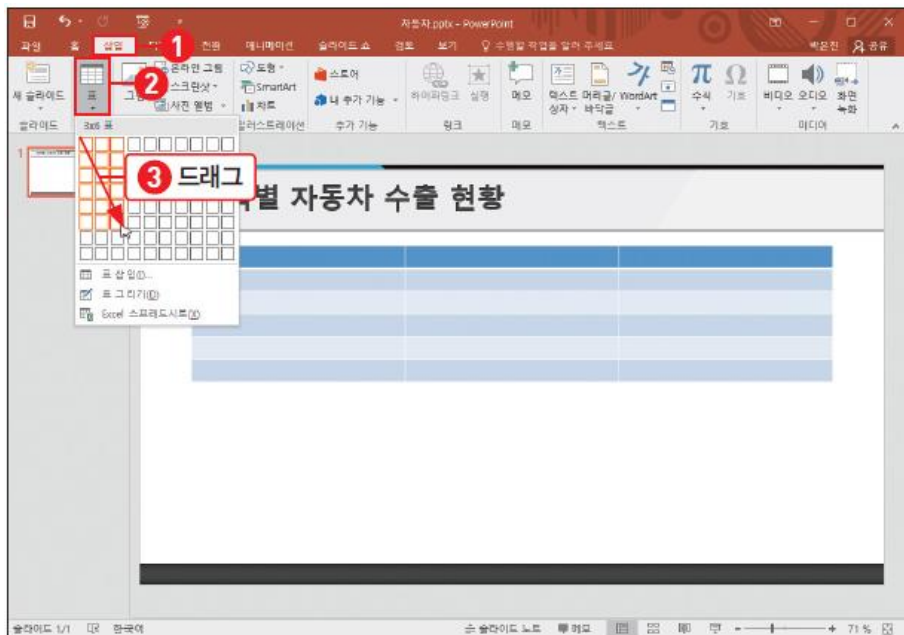 자동차.pptx - PowerPoint
파일 홈 삽입 전환 애니메이션 슬라이드 쇼 검토 보기 수행할 작업을 알려 주세요. 박은진 공유
1
2
새 슬라이드
표
온라인 그림
스크린샷
사진 앨범
도형
SmartArt
차트
스토어
내 추가 기능
하이퍼링크
실행
메모
텍스트 상자
머리글/바닥글
WordArt
수식
기호
비디오
오디오
화면 녹화
슬라이드
3x6 표
일러스트레이션
추가 기능
링크
메모
텍스트
기호
미디어
1
3 드래그
별 자동차 수출 현황
표 삽입(I)...
표 그리기(D)
Excel 스프레드시트(X)
슬라이드 1/1 한국어 슬라이드 노트 메모 71 %